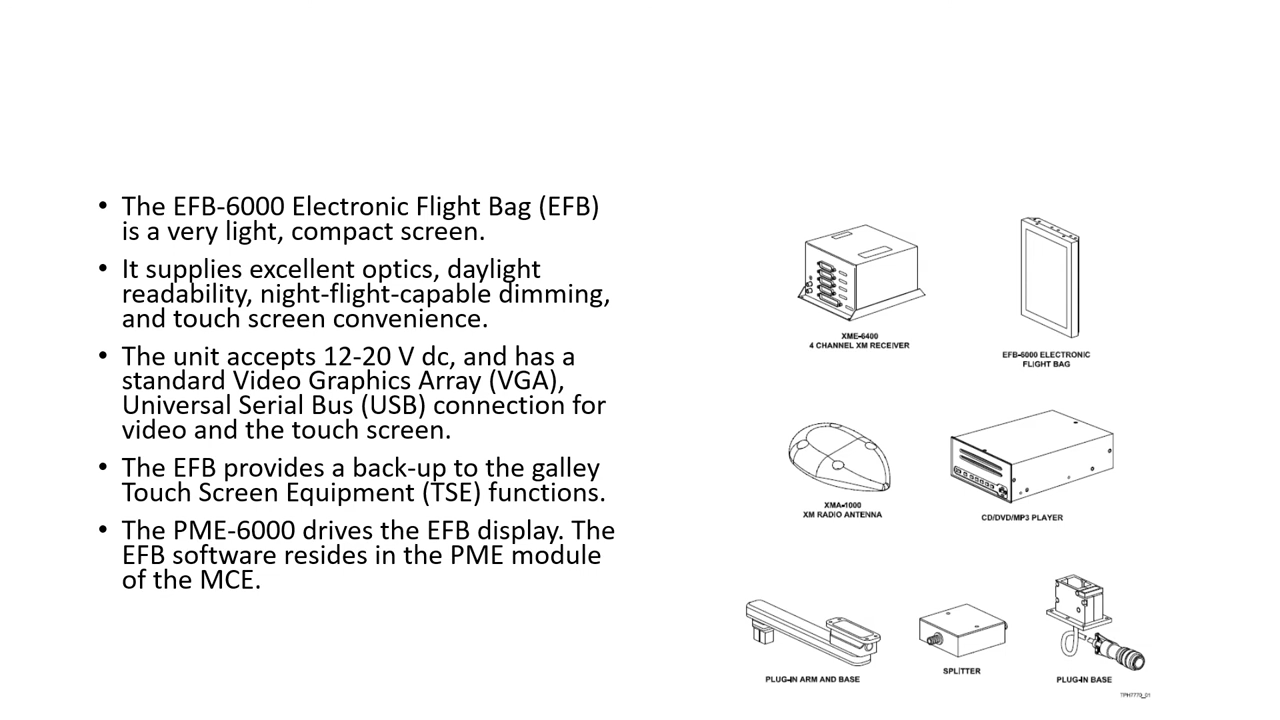 • The EFB-6000 Electronic Flight Bag (EFB)
is a very light, compact screen.
• It supplies excellent optics, daylight
readability, night-flight-capable dimming,
and touch screen convenience.
• The unit accepts 12-20 V dc, and has a
standard Video Graphics Array (VGA),
Universal Serial Bus (USB) connection for
video and the touch screen.
• The EFB provides a back-up to the galley
Touch Screen Equipment (TSE) functions.
• The PME-6000 drives the EFB display. The
EFB software resides in the PME module
of the MCE.
XME-6400
4 CHANNEL XM RECEIVER
EFB-6000 ELECTRONIC
FLIGHT BAG
XMA-1000
XM RADIO ANTENNA
CD/DVD/MP3 PLAYER
PLUG-IN ARM AND BASE
SPLITTER
PLUG-IN BASE
TPH7770_01